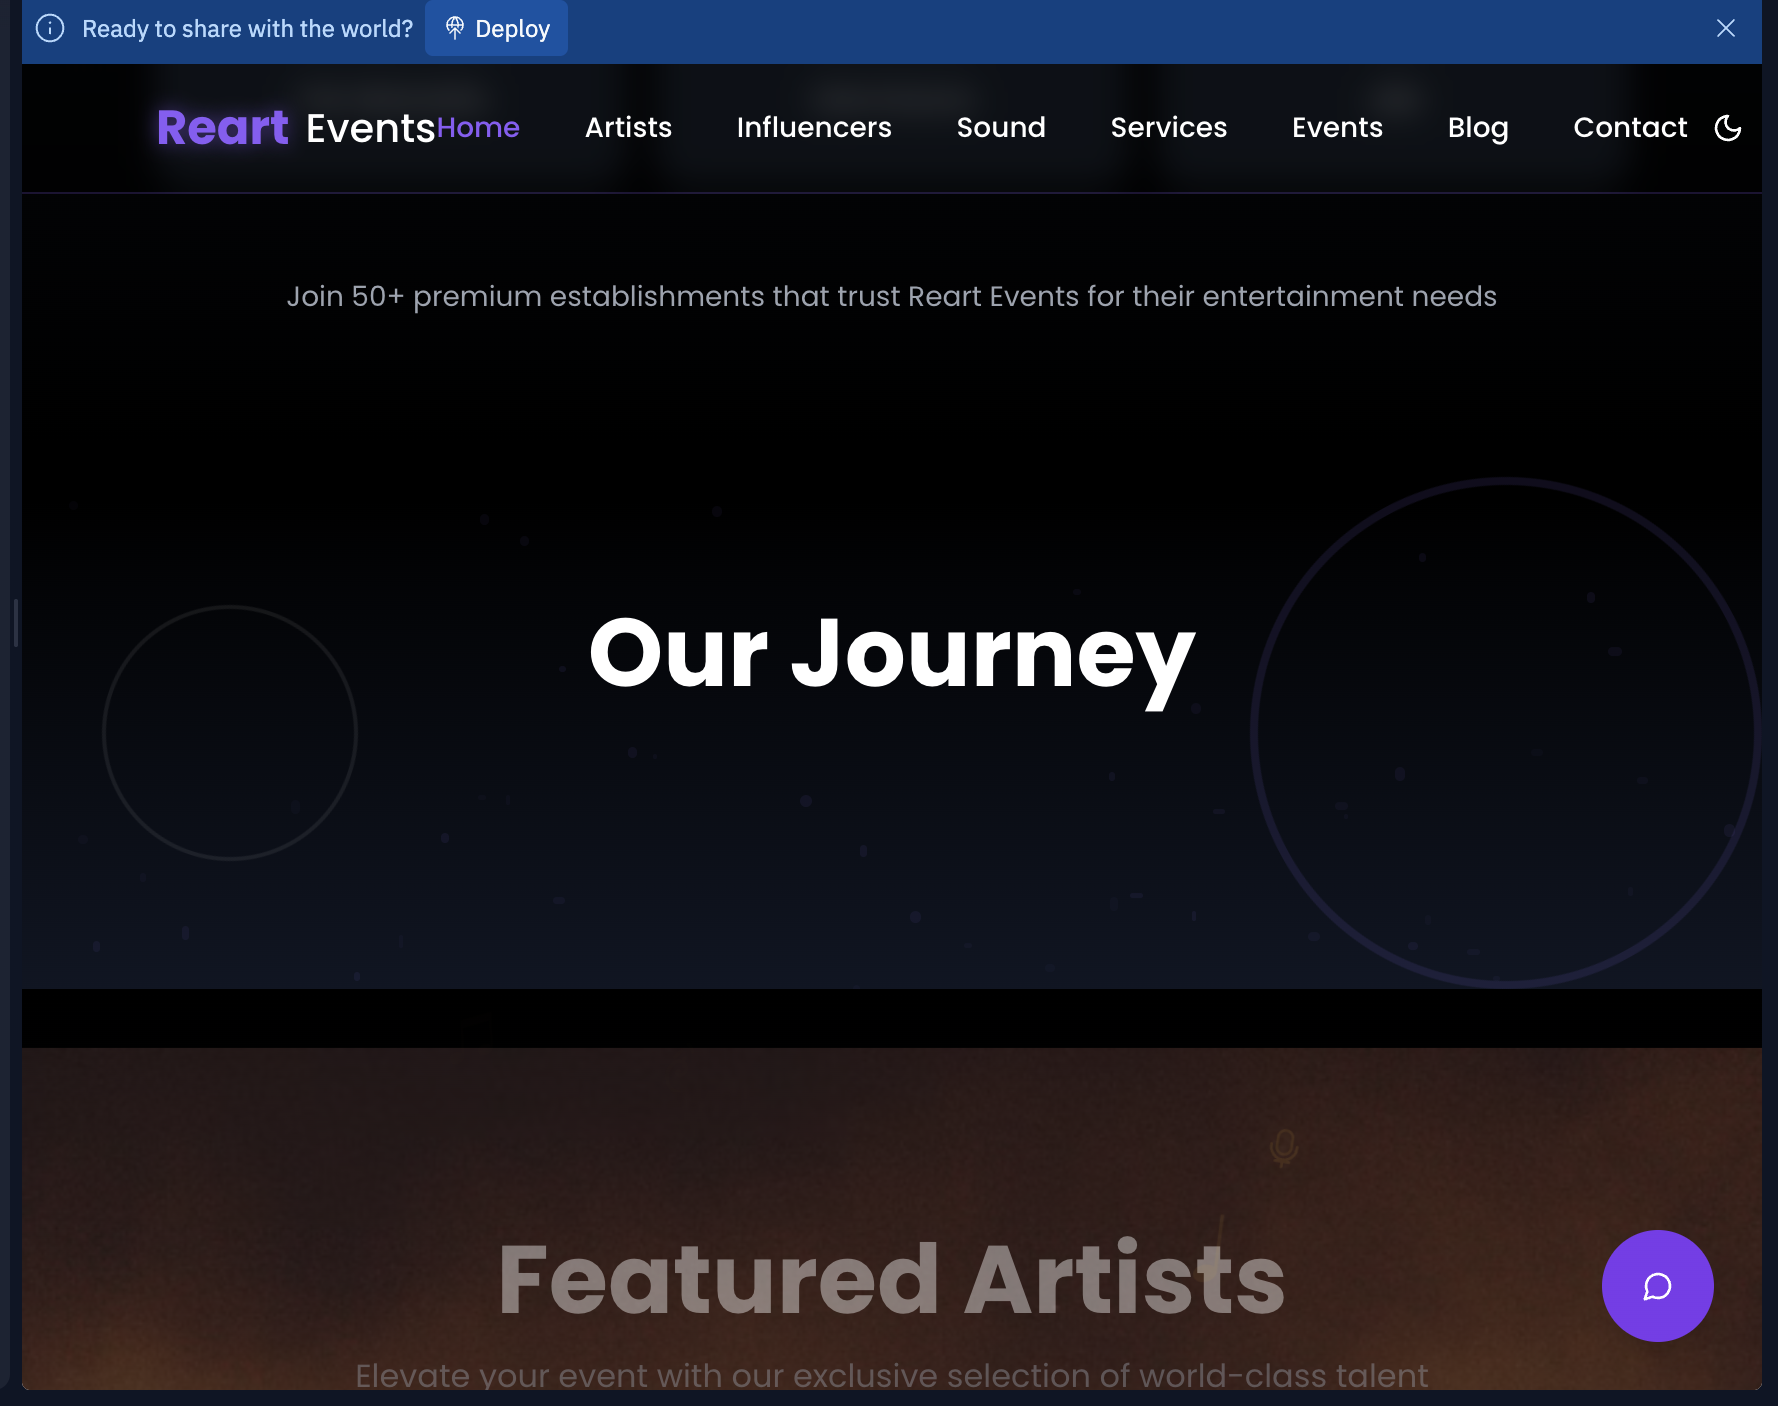 Ready to share with the world? Deploy
Reart Events Home Artists Influencers Sound Services Events Blog Contact
Join 50+ premium establishments that trust Reart Events for their entertainment needs
Our Journey
Featured Artists
Elevate your event with our exclusive selection of world-class talent